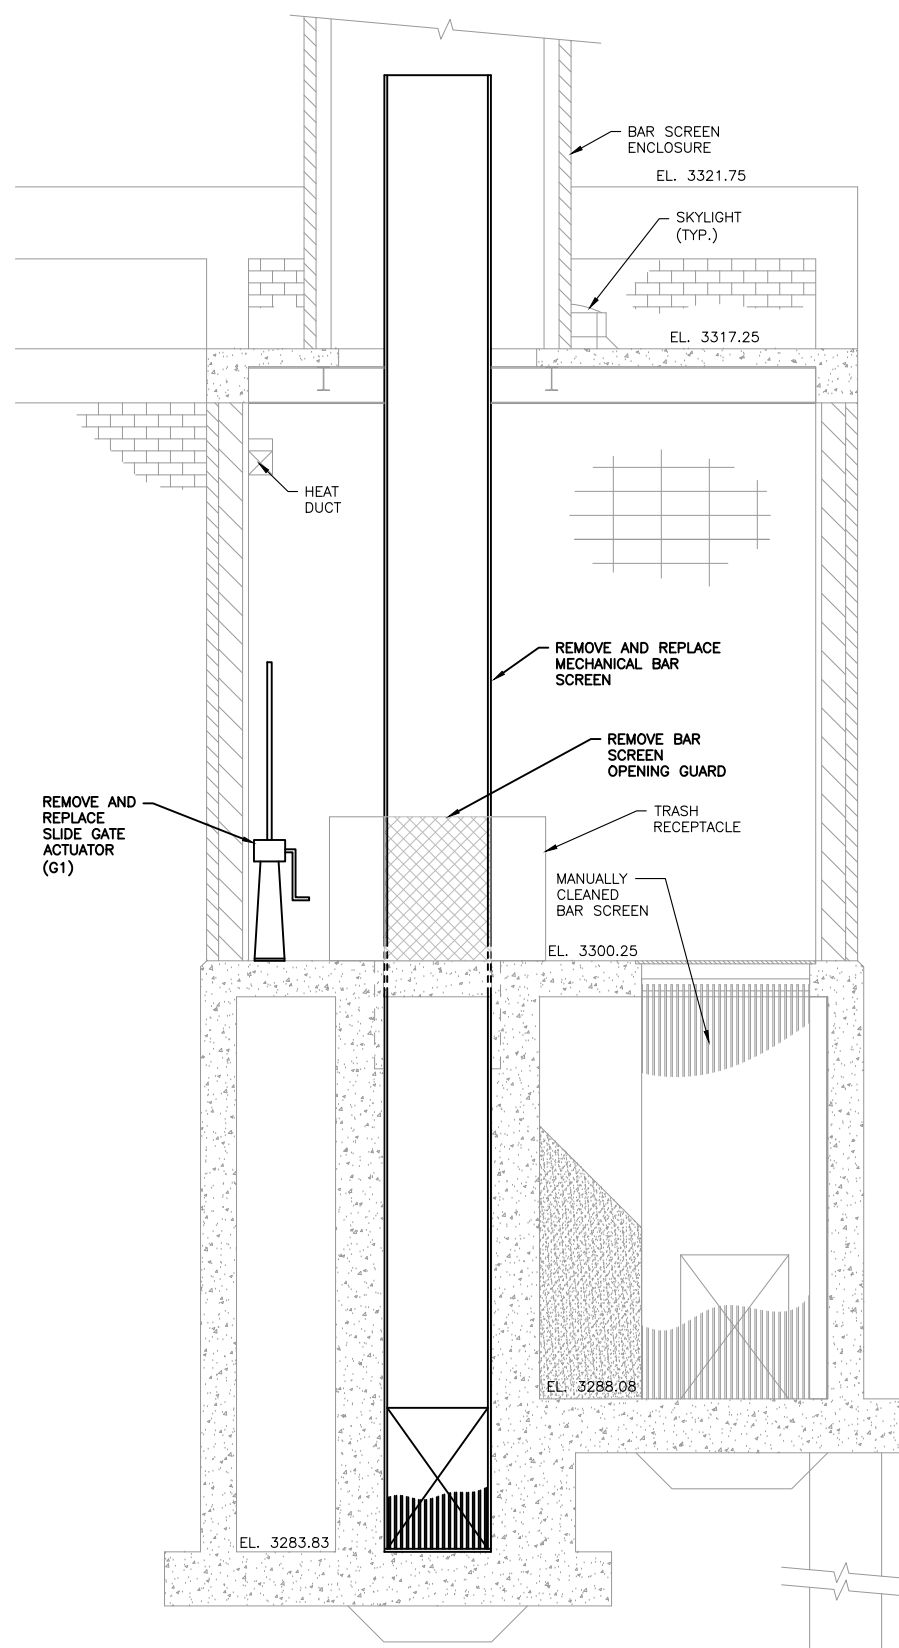 BAR SCREEN
ENCLOSURE
EL. 3321.75
SKYLIGHT
(TYP.)
EL. 3317.25
HEAT
DUCT
REMOVE AND REPLACE
MECHANICAL BAR
SCREEN
REMOVE BAR
SCREEN
OPENING GUARD
REMOVE AND
REPLACE
SLIDE GATE
ACTUATOR
(G1)
TRASH
RECEPTACLE
MANUALLY
CLEANED
BAR SCREEN
EL. 3300.25
EL. 3288.08
EL. 3283.83